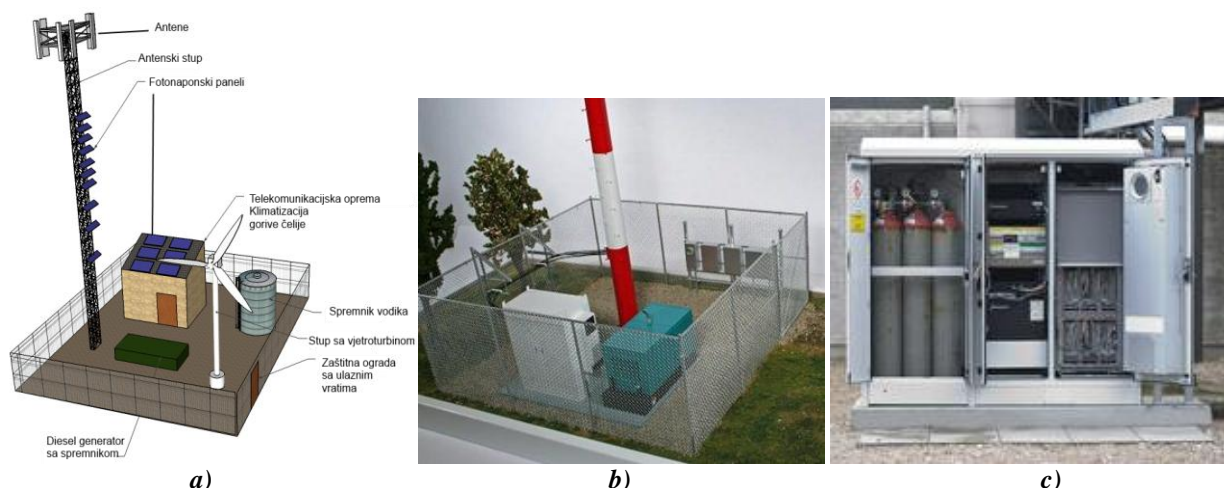 Antene
Antenski stup
Fotonaponski paneli
Telekomunikacijska oprema
Klimatizacija
gorive čelije
Spremnik vodika
Stup sa vjetroturbinom
Zaštitna ograda
sa ulaznim
vratima
Diesel generator
sa spremnikom
a)
b)
c)